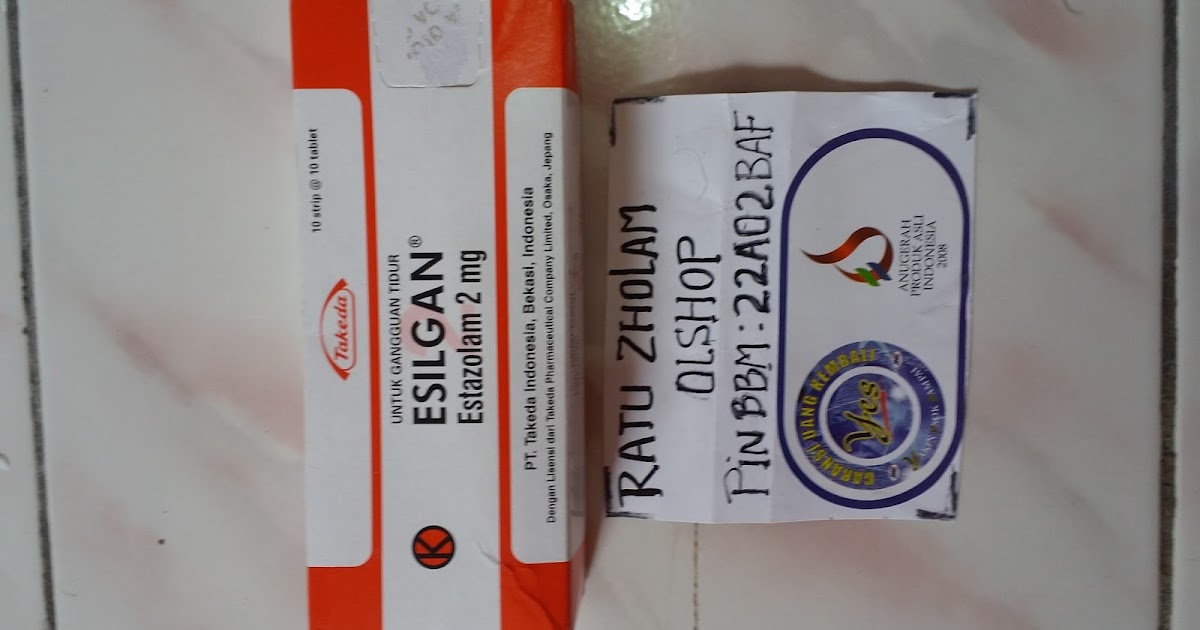 10 strip @ 10 tablet
Takeda
UNTUK GANGGUAN TIDUR
ESILGAN®
Estazolam 2 mg
K
PT. Takeda Indonesia, Bekasi, Indonesia
Dengan Lisensi dari Takeda Pharmaceutical Company Limited, Osaka, Jepang
RATU ZHOLAM
OLSHOP
Pin BBM : 22A02BAF
GARANSI UANG KEMBALI
Yes
ANUGERAH
PRODUK ASLI
INDONESIA
2008